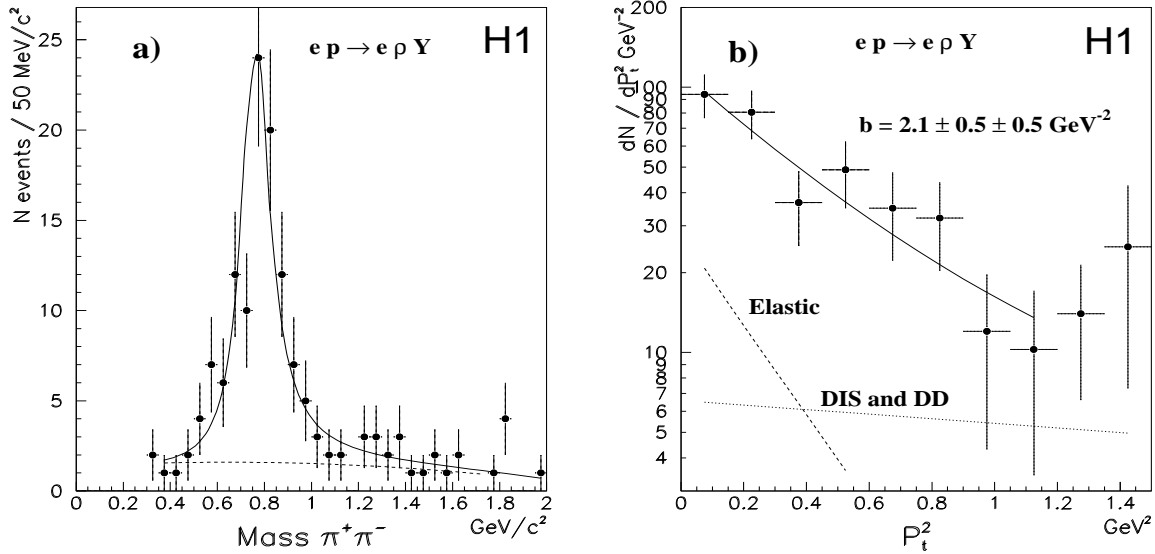 a)
e p → e ρ Y
H1
N events / 50 MeV/c²
25
20
15
10
5
0
0 0.2 0.4 0.6 0.8 1 1.2 1.4 1.6 1.8 2
GeV/c²
Mass π⁺π⁻
b)
e p → e ρ Y
H1
dN / dP_t² GeV⁻²
b = 2.1 ± 0.5 ± 0.5 GeV⁻²
200
100
90
80
70
60
50
40
30
20
10
9
8
7
6
5
4
Elastic
DIS and DD
0 0.2 0.4 0.6 0.8 1 1.2 1.4
GeV²
P_t²